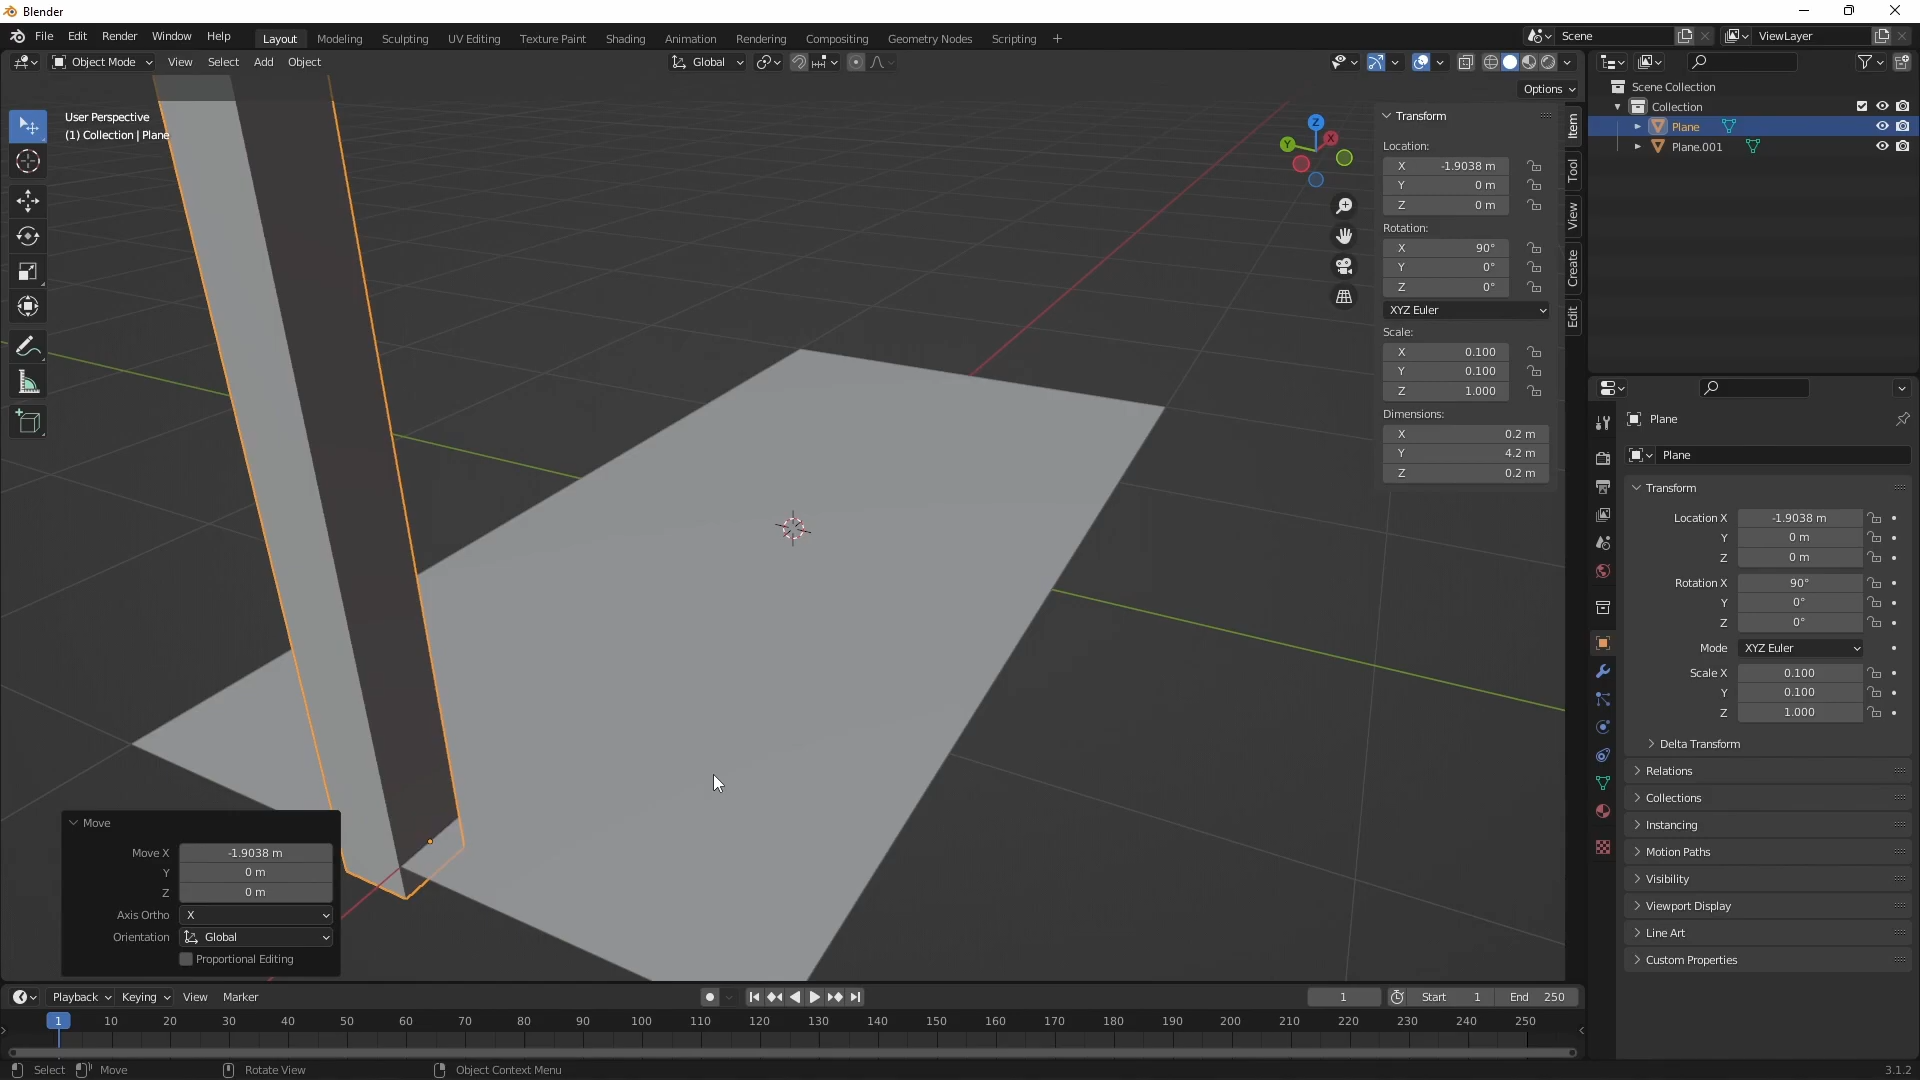 Blender
File Edit Render Window Help Layout Modeling Sculpting UV Editing Texture Paint Shading Animation Rendering Compositing Geometry Nodes Scripting + Scene ViewLayer
Object Mode View Select Add Object Global
Options
User Perspective
(1) Collection | Plane
Z
Y
X
Transform
Location:
X -1.9038 m
Y 0 m
Z 0 m
Rotation:
X 90°
Y 0°
Z 0°
XYZ Euler
Scale:
X 0.100
Y 0.100
Z 1.000
Dimensions:
X 0.2 m
Y 4.2 m
Z 0.2 m
Item
Tool
View
Create
Edit
Scene Collection
Collection
Plane
Plane.001
Plane
Plane
Transform
Location X -1.9038 m
Y 0 m
Z 0 m
Rotation X 90°
Y 0°
Z 0°
Mode XYZ Euler
Scale X 0.100
Y 0.100
Z 1.000
Delta Transform
Relations
Collections
Instancing
Motion Paths
Visibility
Viewport Display
Line Art
Custom Properties
Move
Move X -1.9038 m
Y 0 m
Z 0 m
Axis Ortho X
Orientation Global
Proportional Editing
Playback Keying View Marker 1 Start 1 End 250
1 10 20 30 40 50 60 70 80 90 100 110 120 130 140 150 160 170 180 190 200 210 220 230 240 250
Select Move Rotate View Object Context Menu 3.1.2